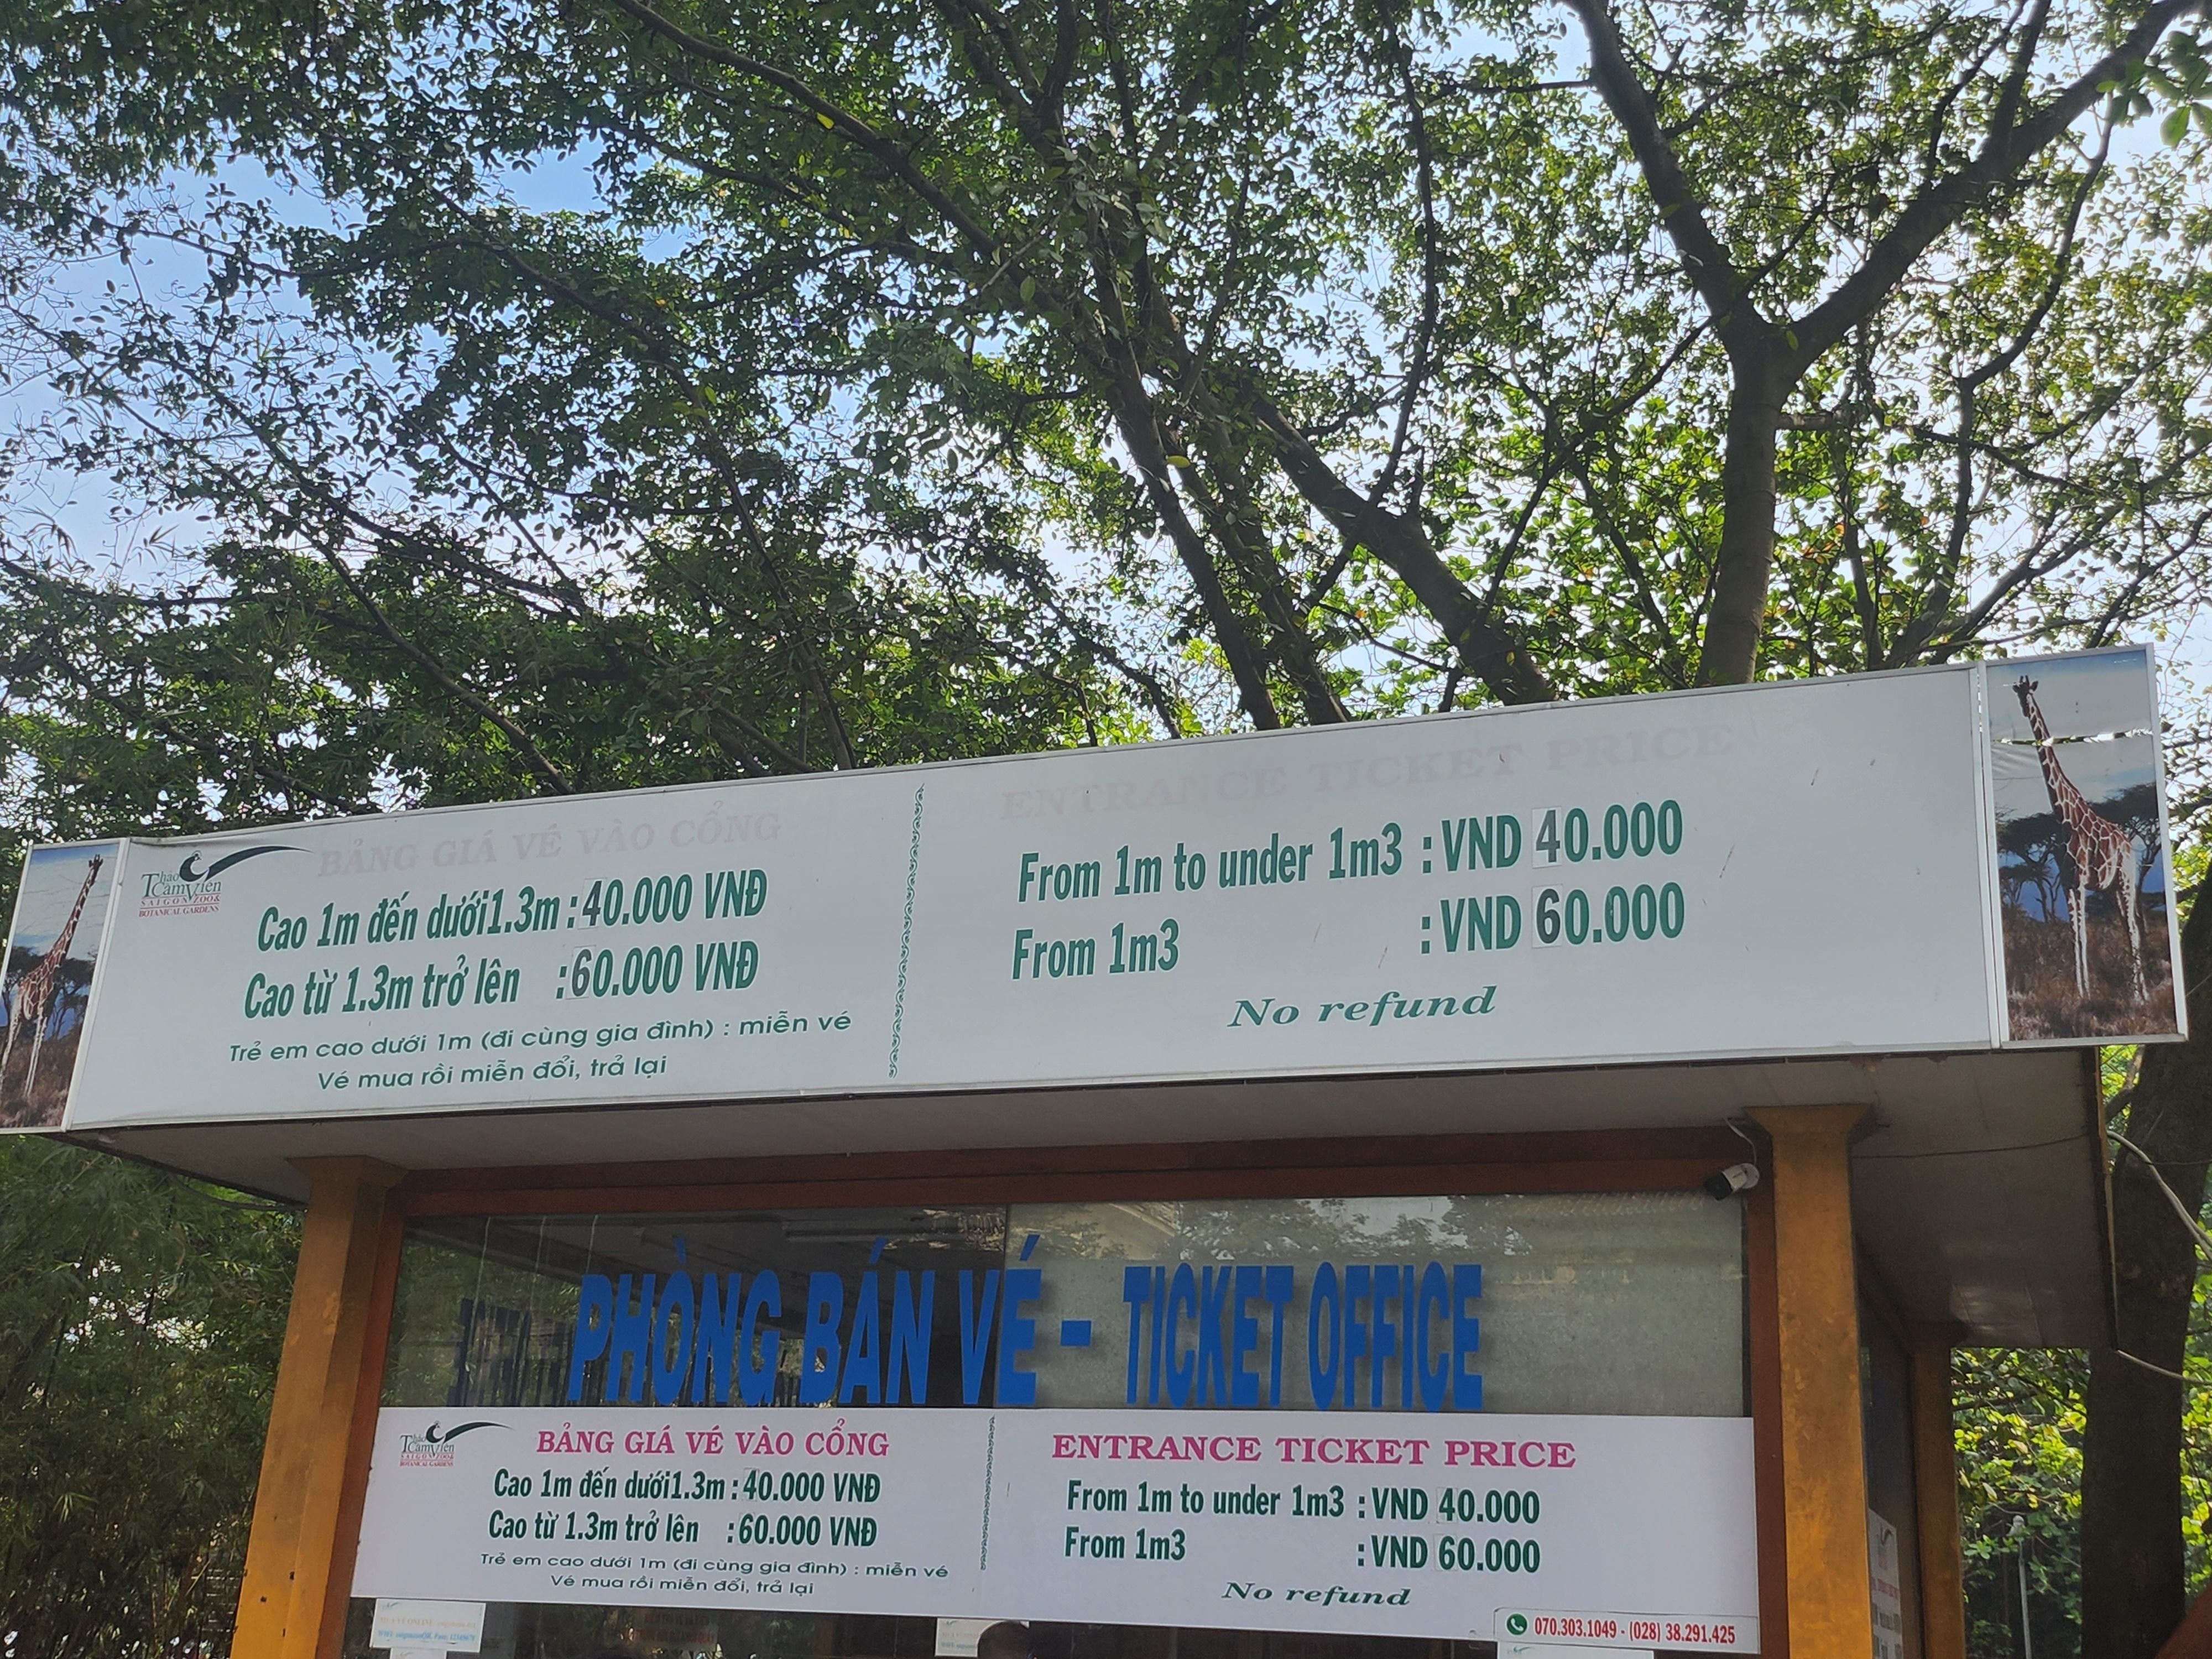 Thảo
Cầm Viên
SAIGON ZOO &
BOTANICAL GARDENS
BẢNG GIÁ VÉ VÀO CỔNG
Cao 1m đến dưới1.3m : 40.000 VNĐ
Cao từ 1.3m trở lên : 60.000 VNĐ
Trẻ em cao dưới 1m (đi cùng gia đình) : miễn vé
Vé mua rồi miễn đổi, trả lại
ENTRANCE TICKET PRICE
From 1m to under 1m3 : VND 40.000
From 1m3 : VND 60.000
No refund
PHÒNG BÁN VÉ - TICKET OFFICE
Thảo
Cầm Viên
SAIGON ZOO &
BOTANICAL GARDENS
BẢNG GIÁ VÉ VÀO CỔNG
Cao 1m đến dưới1.3m : 40.000 VNĐ
Cao từ 1.3m trở lên : 60.000 VNĐ
Trẻ em cao dưới 1m (đi cùng gia đình) : miễn vé
Vé mua rồi miễn đổi, trả lại
ENTRANCE TICKET PRICE
From 1m to under 1m3 : VND 40.000
From 1m3 : VND 60.000
No refund
070.303.1049 - (028) 38.291.425